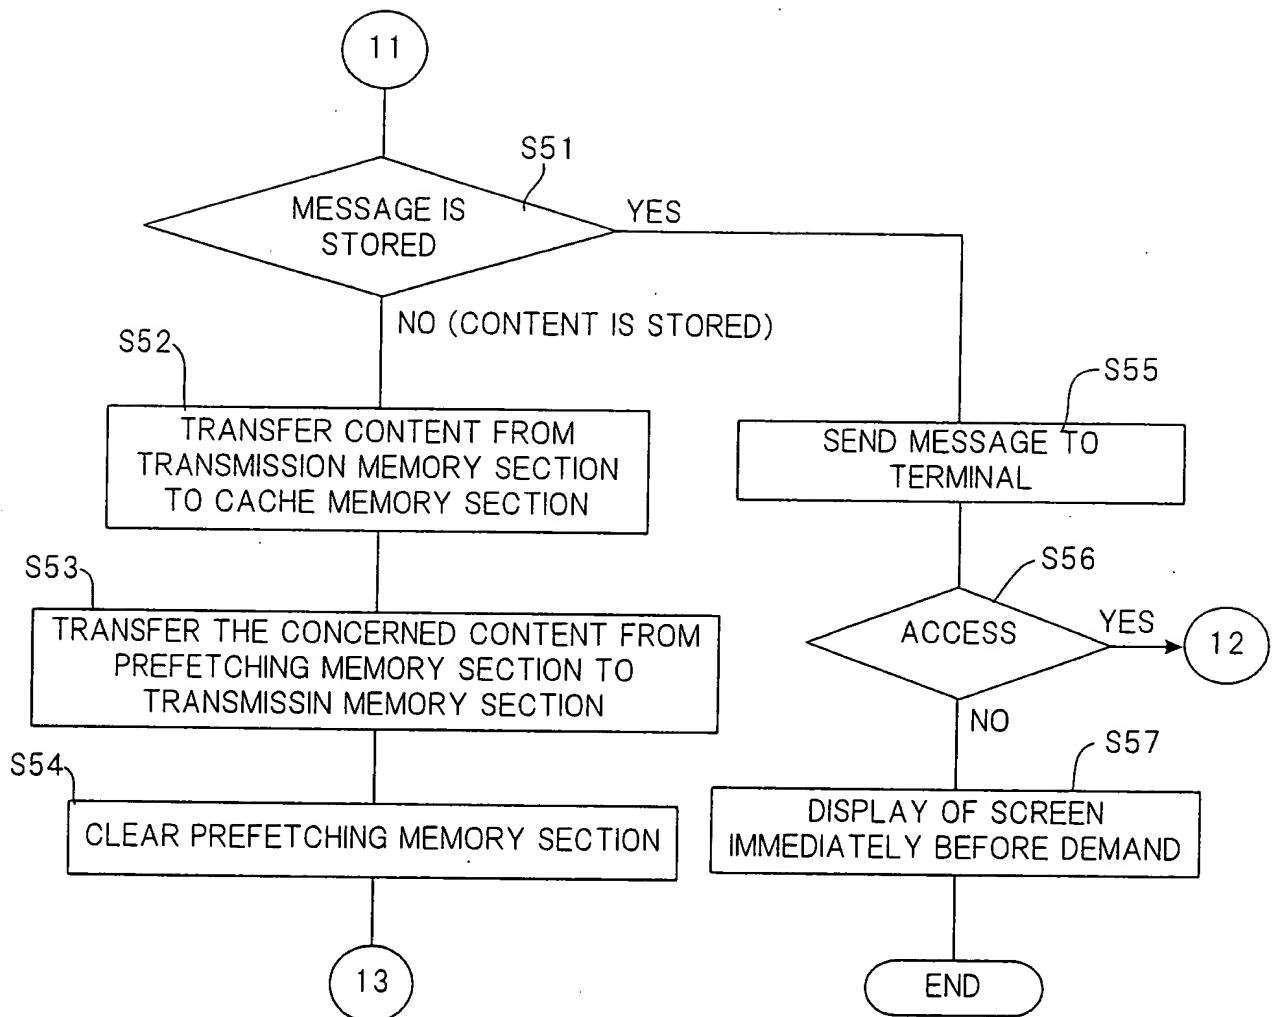 11
S51
MESSAGE IS
STORED
YES
NO (CONTENT IS STORED)
S52
TRANSFER CONTENT FROM
TRANSMISSION MEMORY SECTION
TO CACHE MEMORY SECTION
S55
SEND MESSAGE TO
TERMINAL
S53
TRANSFER THE CONCERNED CONTENT FROM
PREFETCHING MEMORY SECTION TO
TRANSMISSIN MEMORY SECTION
S56
ACCESS
YES
12
NO
S54
CLEAR PREFETCHING MEMORY SECTION
S57
DISPLAY OF SCREEN
IMMEDIATELY BEFORE DEMAND
13
END